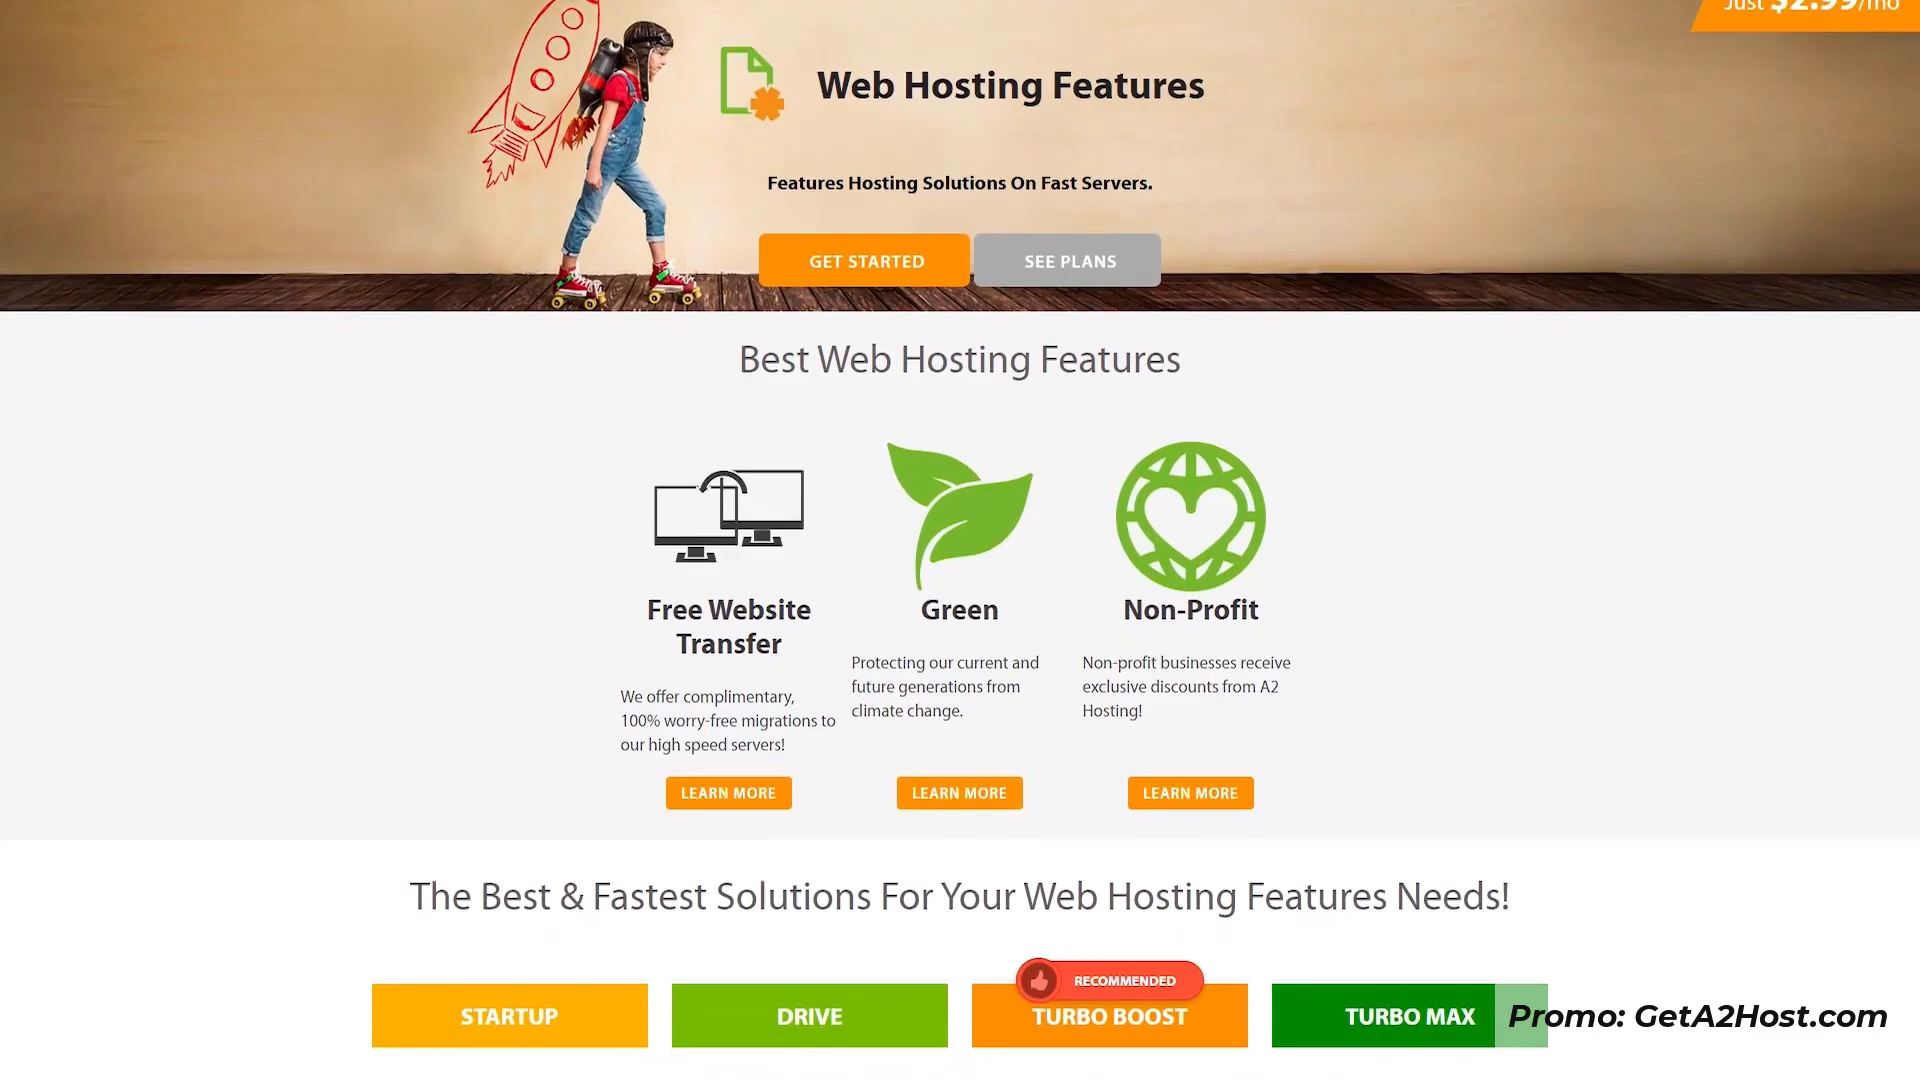 Just $2.99/mo
Web Hosting Features
Features Hosting Solutions On Fast Servers.
GET STARTED
SEE PLANS
Best Web Hosting Features
Free Website
Transfer
We offer complimentary,
100% worry-free migrations to
our high speed servers!
LEARN MORE
Green
Protecting our current and
future generations from
climate change.
LEARN MORE
Non-Profit
Non-profit businesses receive
exclusive discounts from A2
Hosting!
LEARN MORE
The Best & Fastest Solutions For Your Web Hosting Features Needs!
STARTUP
DRIVE
RECOMMENDED
TURBO BOOST
TURBO MAX
Promo: GetA2Host.com